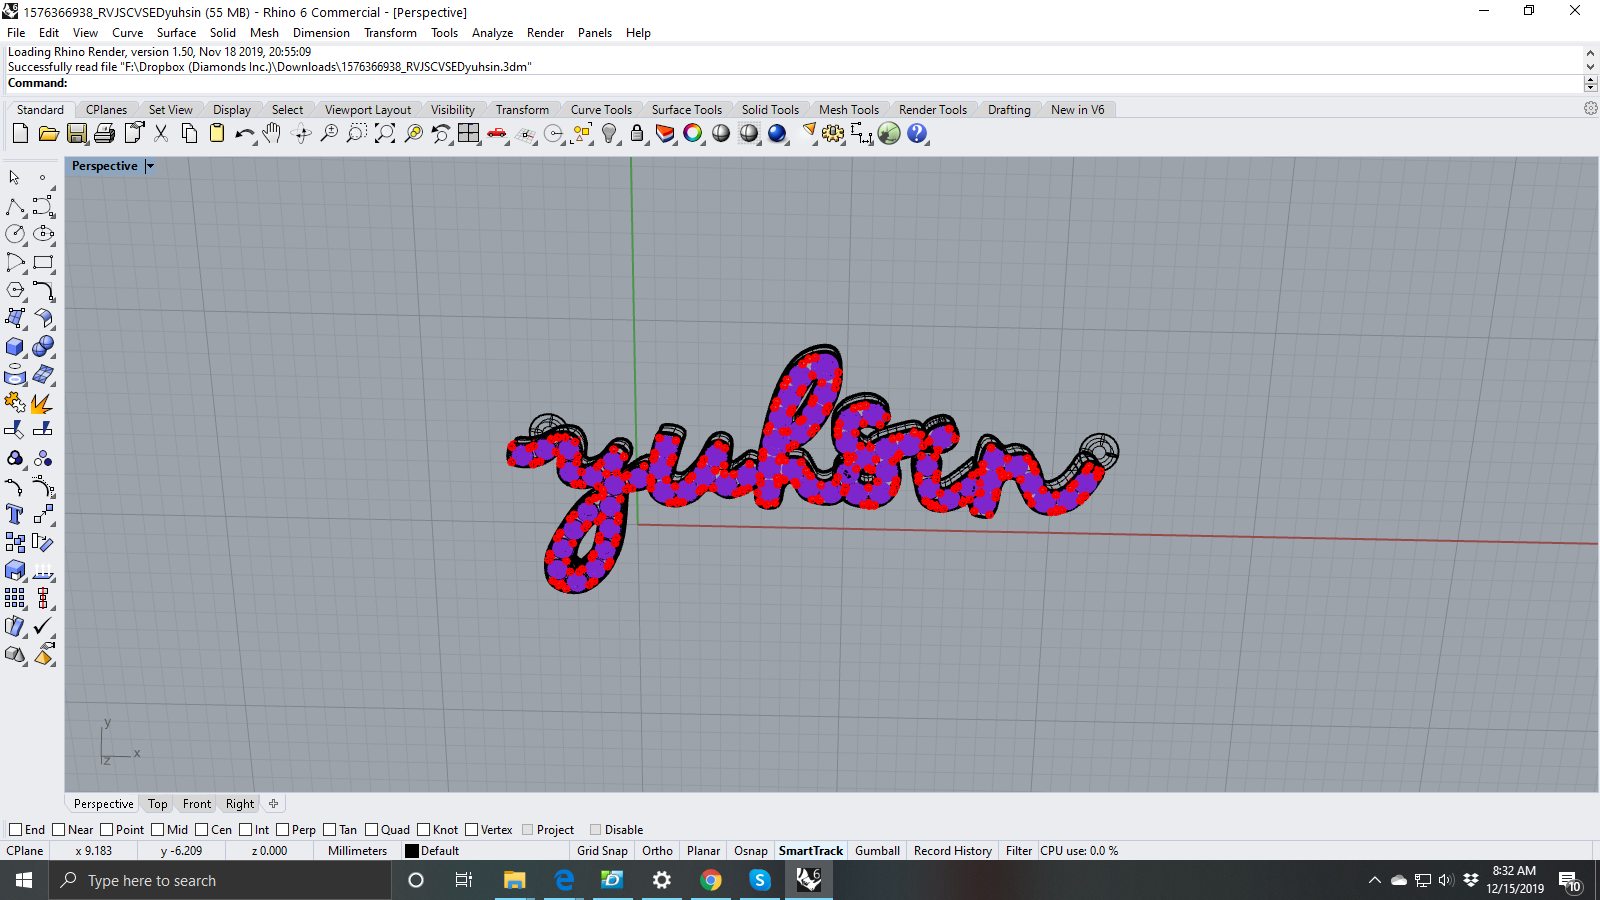 1576366938_RVJSCVSEDyuhsin (55 MB) - Rhino 6 Commercial - [Perspective]
File Edit View Curve Surface Solid Mesh Dimension Transform Tools Analyze Render Panels Help
Loading Rhino Render, version 1.50, Nov 18 2019, 20:55:09
Successfully read file "F:\Dropbox (Diamonds Inc.)\Downloads\1576366938_RVJSCVSEDyuhsin.3dm"
Command:
Standard CPlanes Set View Display Select Viewport Layout Visibility Transform Curve Tools Surface Tools Solid Tools Mesh Tools Render Tools Drafting New in V6
Perspective
yuhsin
y
z x
Perspective Top Front Right
End Near Point Mid Cen Int Perp Tan Quad Knot Vertex Project Disable
CPlane x 9.183 y -6.209 z 0.000 Millimeters Default Grid Snap Ortho Planar Osnap SmartTrack Gumball Record History Filter CPU use: 0.0 %
Type here to search
8:32 AM
12/15/2019
10